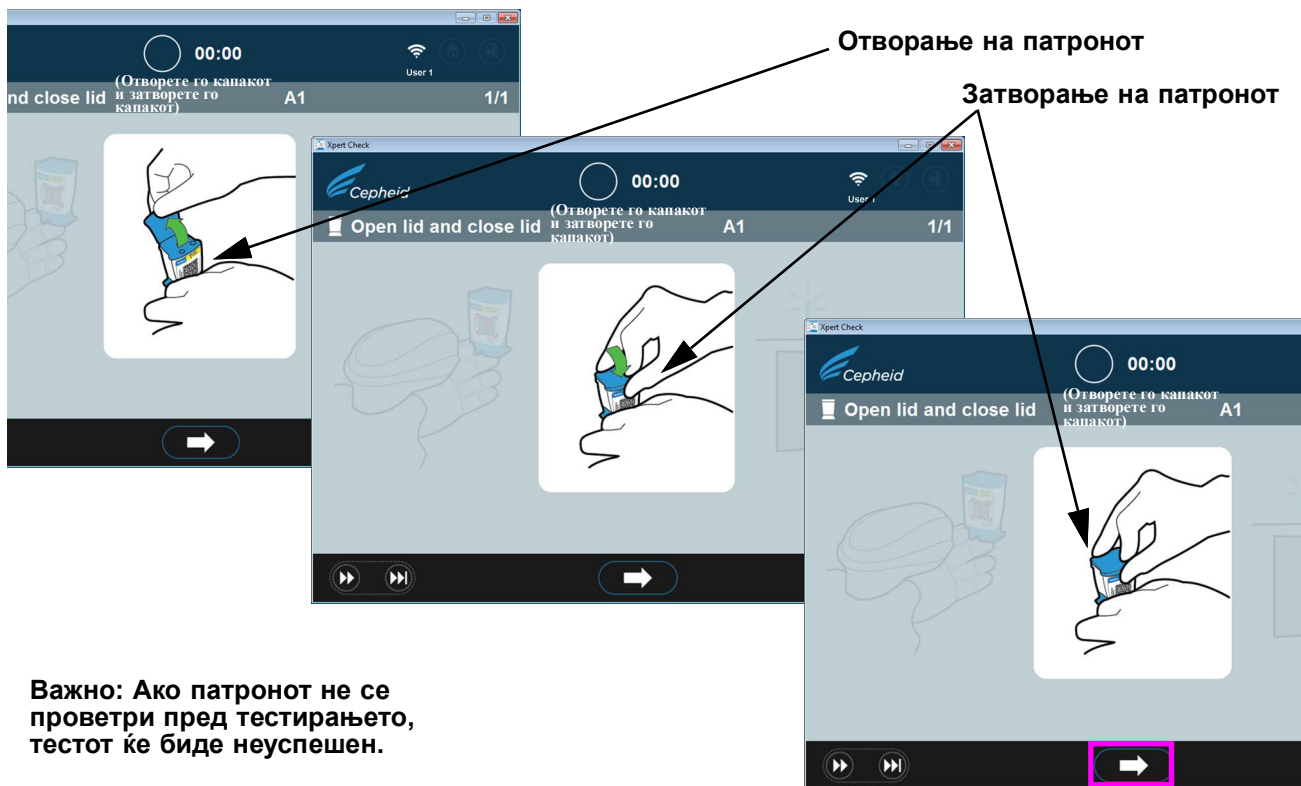 Отворање на патронот
Затворање на патронот
00:00
User 1
nd close lid
(Отворете го капакот
и затворете го
капакот)
A1
1/1
Xpert Check
Cepheid
00:00
User 1
Open lid and close lid
(Отворете го капакот
и затворете го
капакот)
A1
1/1
Xpert Check
Cepheid
00:00
Open lid and close lid
(Отворете го капакот
и затворете го
капакот)
A1
Важно: Ако патронот не се
проветри пред тестирањето,
тестот ќе биде неуспешен.